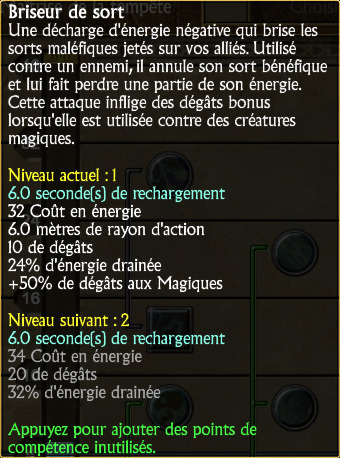 Briseur de sort
Une décharge d'énergie négative qui brise les
sorts maléfiques jetés sur vos alliés. Utilisé
contre un ennemi, il annule son sort bénéfique
et lui fait perdre une partie de son énergie.
Cette attaque inflige des dégâts bonus
lorsqu'elle est utilisée contre des créatures
magiques.
Niveau actuel : 1
6.0 seconde(s) de rechargement
32 Coût en énergie
6.0 mètres de rayon d'action
10 de dégâts
24% d'énergie drainée
+50% de dégâts aux Magiques
16
Niveau suivant : 2
6.0 seconde(s) de rechargement
34 Coût en énergie
20 de dégâts
32% d'énergie drainée
Appuyez pour ajouter des points de
compétence inutilisés.